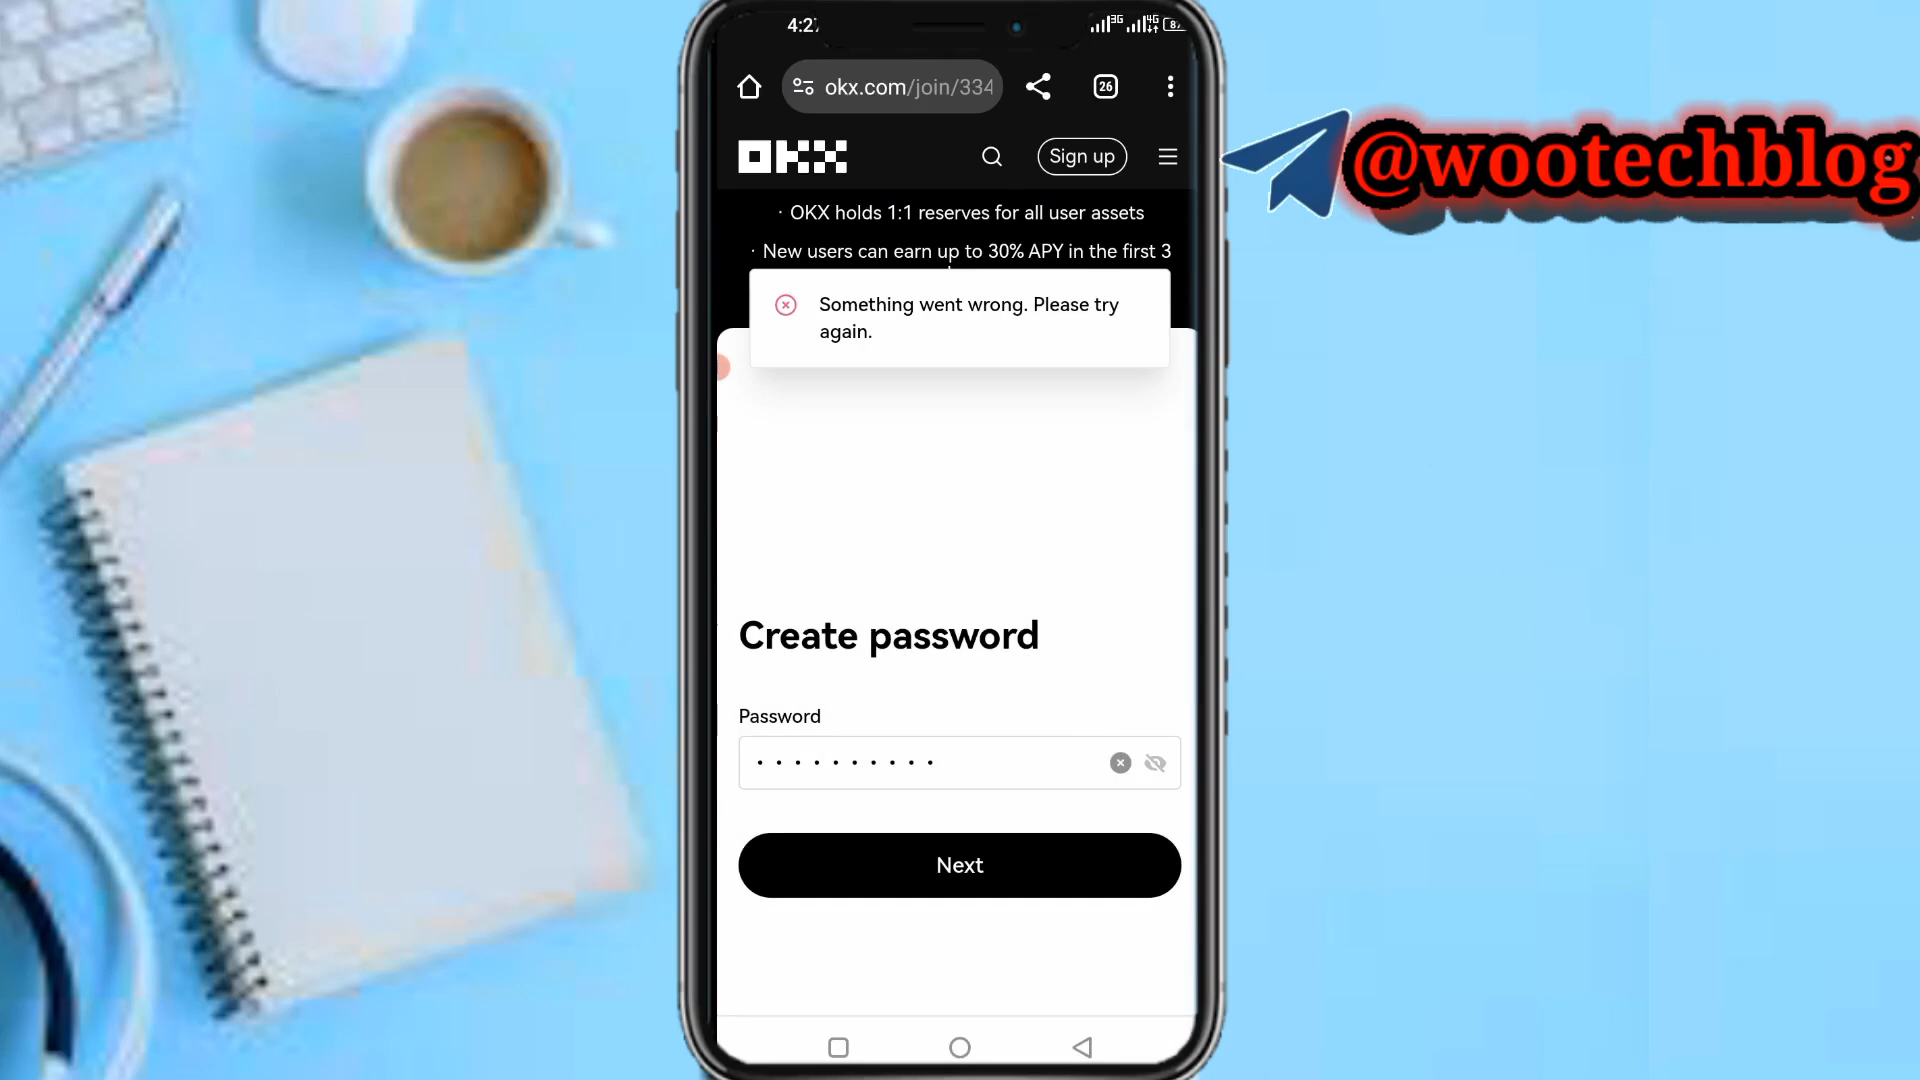 4:2
3G
4G
okx.com/join/334
26
OKX
Sign up
· OKX holds 1:1 reserves for all user assets
· New users can earn up to 30% APY in the first 3
Something went wrong. Please try
again.
@wootechblog
Create password
Password
Next